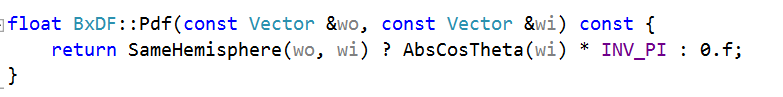 float BxDF::Pdf(const Vector &wo, const Vector &wi) const {
    return SameHemisphere(wo, wi) ? AbsCosTheta(wi) * INV_PI : 0.f;
}